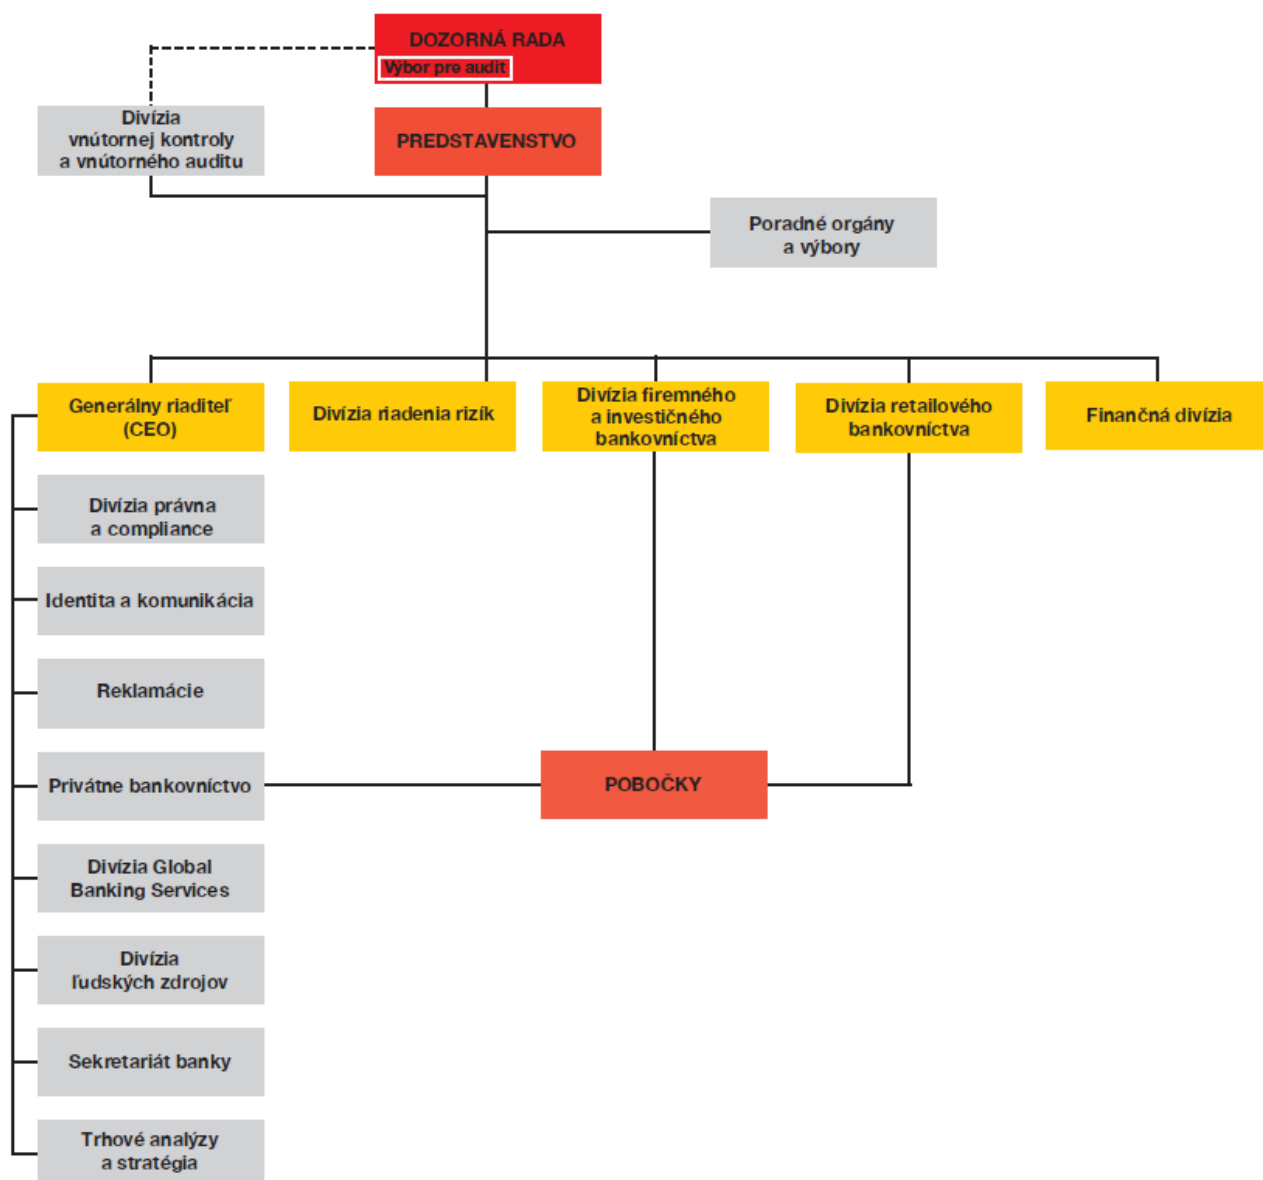 DOZORNÁ RADA
Výbor pre audit
Divízia
vnútornej kontroly
a vnútorného auditu
PREDSTAVENSTVO
Poradné orgány
a výbory
Generálny riaditeľ
(CEO)
Divízia riadenia rizík
Divízia firemného
a investičného
bankovníctva
Divízia retailového
bankovníctva
Finančná divízia
Divízia právna
a compliance
Identita a komunikácia
Reklamácie
Privátne bankovníctvo
POBOČKY
Divízia Global
Banking Services
Divízia
ľudských zdrojov
Sekretariát banky
Trhové analýzy
a stratégia